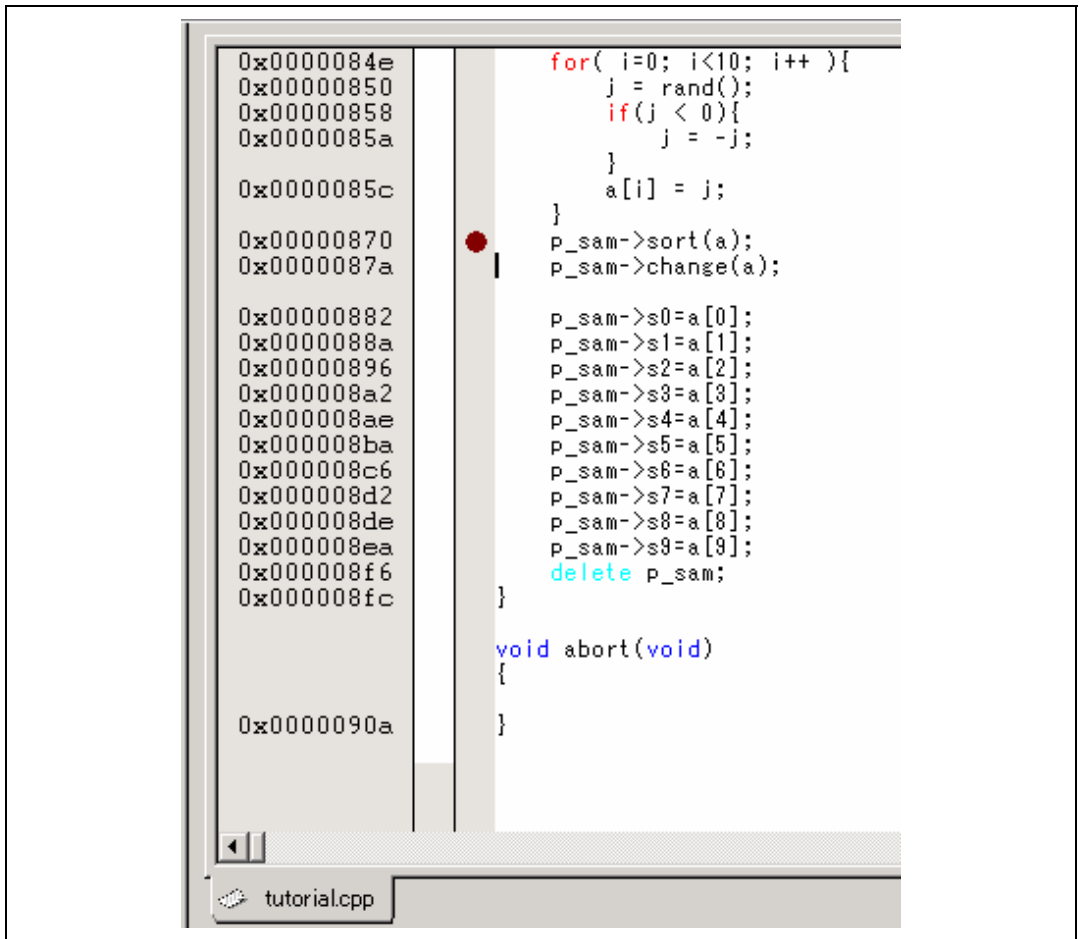 0x0000084e for( i=0; i<10; i++ ){
0x00000850 j = rand();
0x00000858 if(j < 0){
0x0000085a j = -j;
}
0x0000085c a[i] = j;
}
0x00000870 p_sam->sort(a);
0x0000087a p_sam->change(a);
0x00000882 p_sam->s0=a[0];
0x0000088a p_sam->s1=a[1];
0x00000896 p_sam->s2=a[2];
0x000008a2 p_sam->s3=a[3];
0x000008ae p_sam->s4=a[4];
0x000008ba p_sam->s5=a[5];
0x000008c6 p_sam->s6=a[6];
0x000008d2 p_sam->s7=a[7];
0x000008de p_sam->s8=a[8];
0x000008ea p_sam->s9=a[9];
0x000008f6 delete p_sam;
0x000008fc }
void abort(void)
{
0x0000090a }
tutorial.cpp